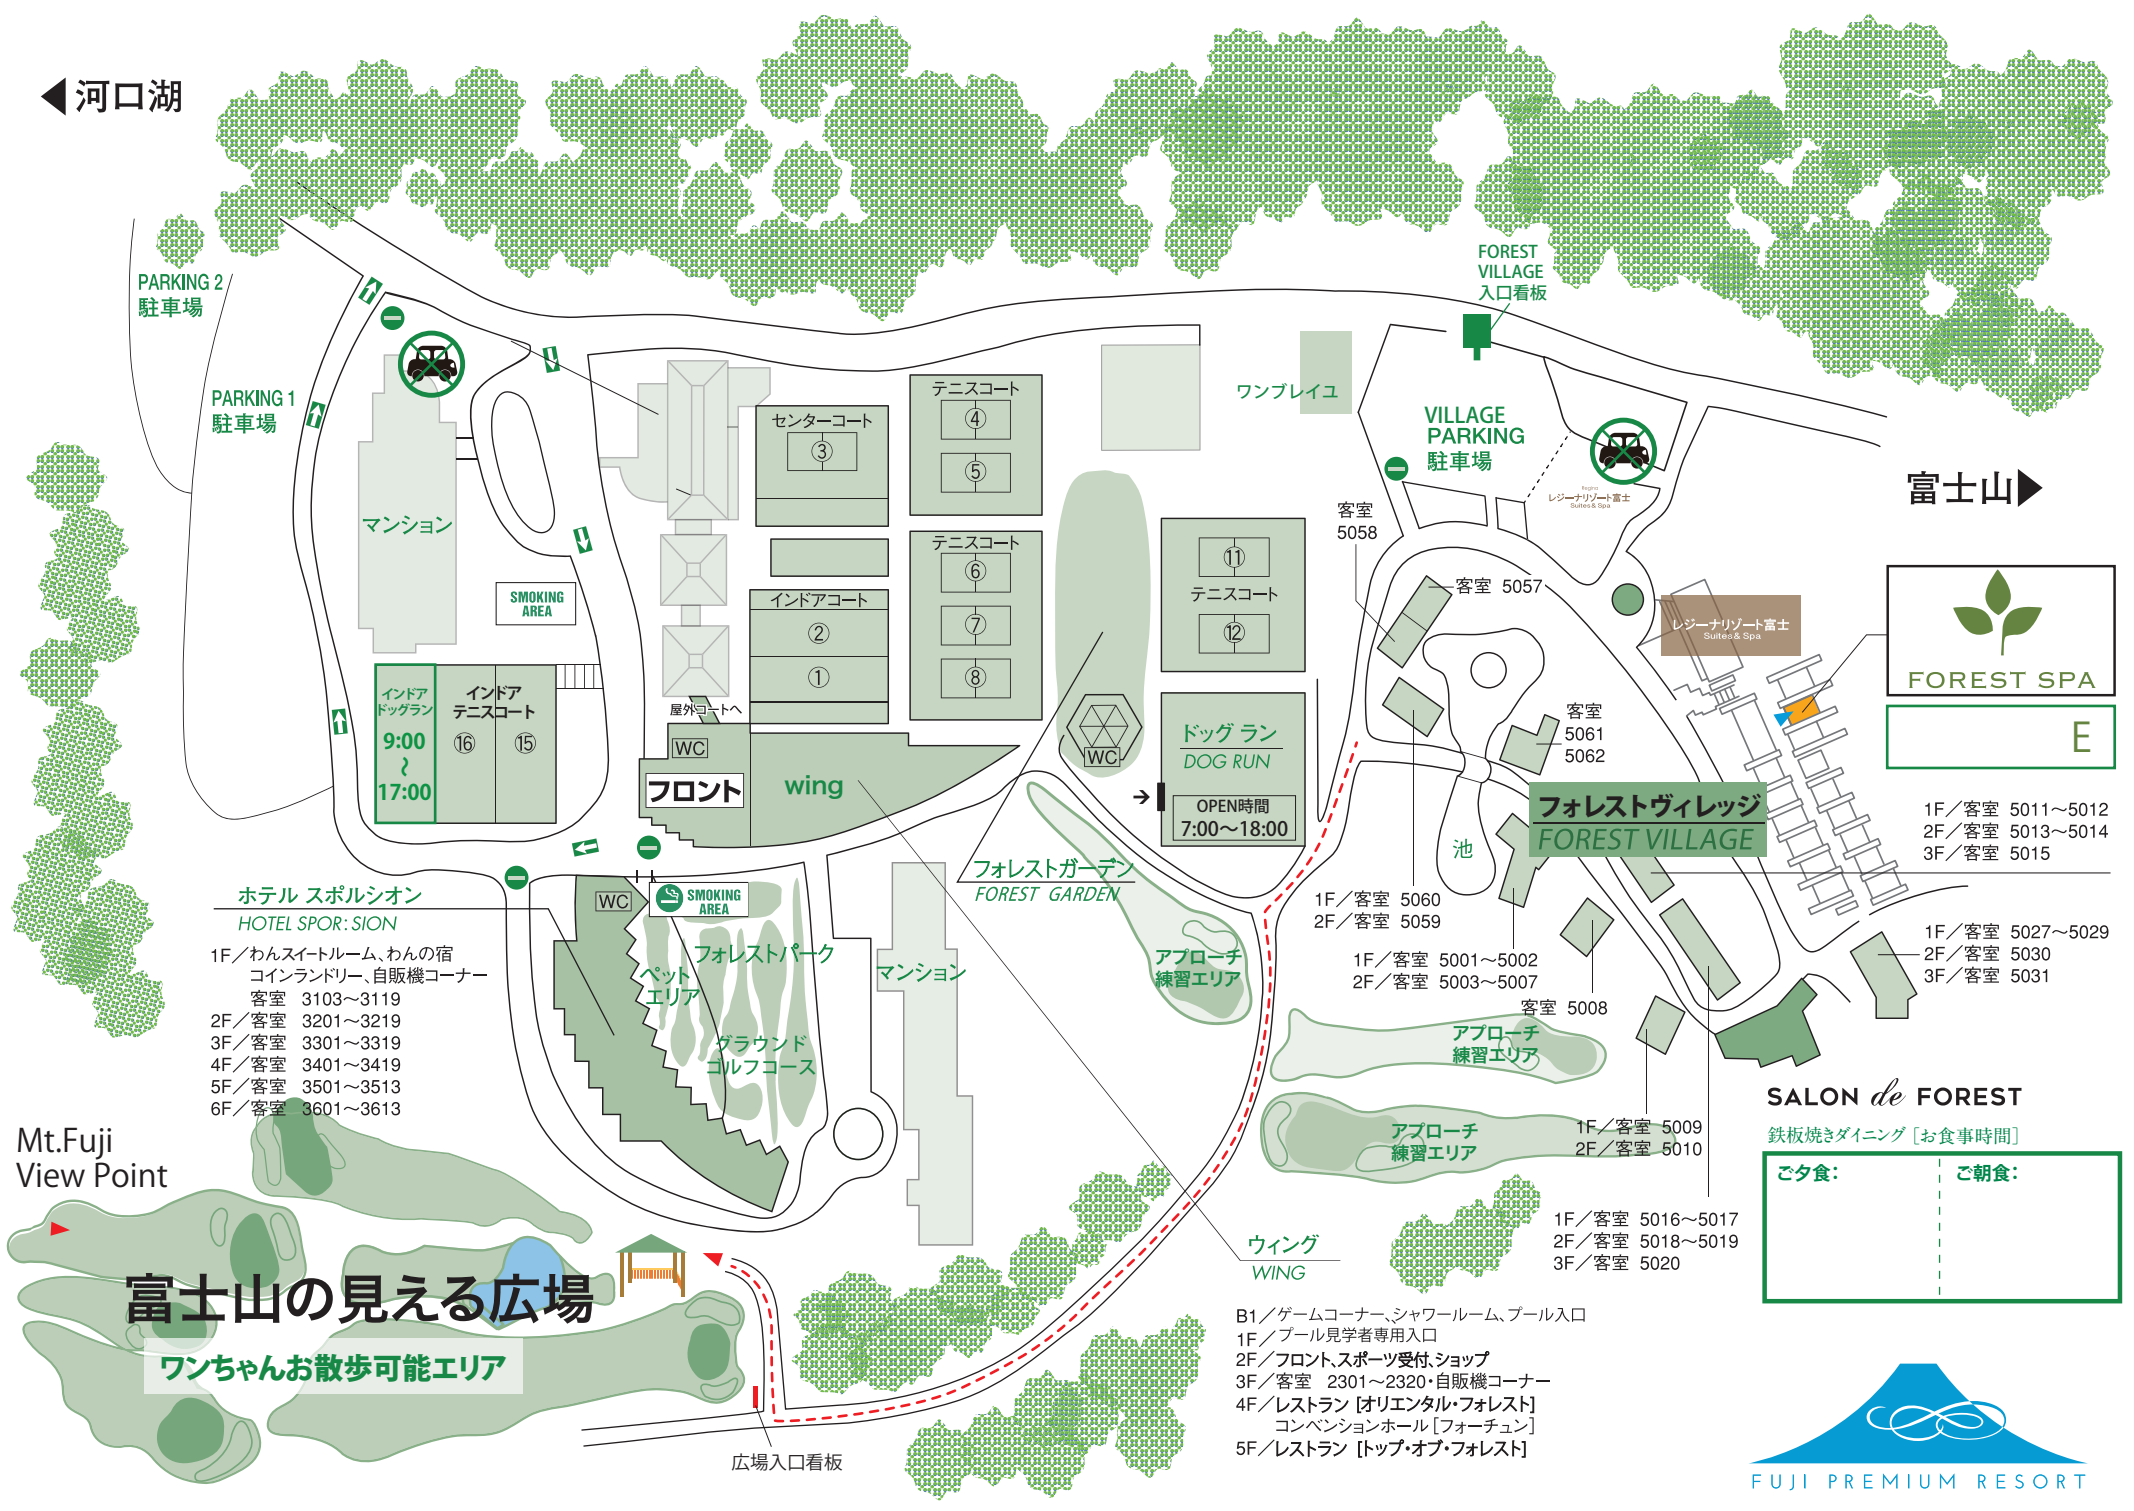 河口湖
PARKING 2
駐車場
PARKING 1
駐車場
マンション
SMOKING
AREA
インドア
ドッグラン
9:00
〜
17:00
インドア
テニスコート
⑯
⑮
屋外コートへ
WC
フロント
wing
センターコート
③
インドアコート
②
①
テニスコート
④
⑤
テニスコート
⑥
⑦
⑧
⑪
テニスコート
⑫
WC
ドッグ ラン
DOG RUN
OPEN時間
7:00〜18:00
フォレストガーデン
FOREST GARDEN
ワンブレイユ
FOREST
VILLAGE
入口看板
VILLAGE
PARKING
駐車場
Regina
レジーナリゾート富士
Suites & Spa
富士山
客室
5058
客室 5057
客室
5061
5062
レジーナリゾート富士
Suites & Spa
FOREST SPA
E
フォレストヴィレッジ
FOREST VILLAGE
池
1F／客室 5011〜5012
2F／客室 5013〜5014
3F／客室 5015
1F／客室 5060
2F／客室 5059
1F／客室 5001〜5002
2F／客室 5003〜5007
客室 5008
1F／客室 5027〜5029
2F／客室 5030
3F／客室 5031
ホテル スポルシオン
HOTEL SPOR:SION
1F／わんスイートルーム、わんの宿
コインランドリー、自販機コーナー
客室 3103〜3119
2F／客室 3201〜3219
3F／客室 3301〜3319
4F／客室 3401〜3419
5F／客室 3501〜3513
6F／客室 3601〜3613
WC
SMOKING
AREA
フォレストパーク
ペット
エリア
グラウンド
ゴルフコース
マンション
アプローチ
練習エリア
アプローチ
練習エリア
アプローチ
練習エリア
1F／客室 5009
2F／客室 5010
1F／客室 5016〜5017
2F／客室 5018〜5019
3F／客室 5020
SALON de FOREST
鉄板焼きダイニング［お食事時間］
ご夕食：
ご朝食：
Mt.Fuji
View Point
富士山の見える広場
ワンちゃんお散歩可能エリア
広場入口看板
ウィング
WING
B1／ゲームコーナー、シャワールーム、プール入口
1F／プール見学者専用入口
2F／フロント、スポーツ受付、ショップ
3F／客室 2301〜2320・自販機コーナー
4F／レストラン［オリエンタル・フォレスト］
コンベンションホール［フォーチュン］
5F／レストラン［トップ・オブ・フォレスト］
FUJI PREMIUM RESORT